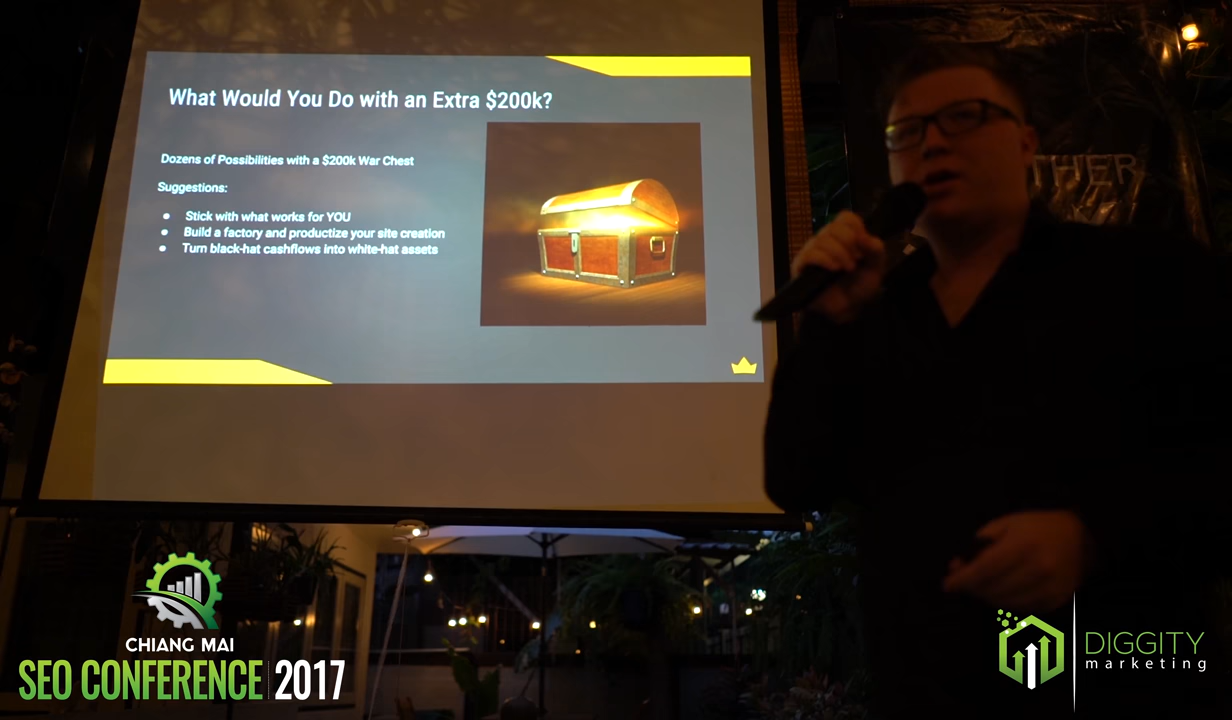 What Would You Do with an Extra $200k?
Dozens of Possibilities with a $200k War Chest
Suggestions:
● Stick with what works for YOU
● Build a factory and productize your site creation
● Turn black-hat cashflows into white-hat assets
THER
CHIANG MAI
SEO CONFERENCE 2017
DIGGITY
marketing